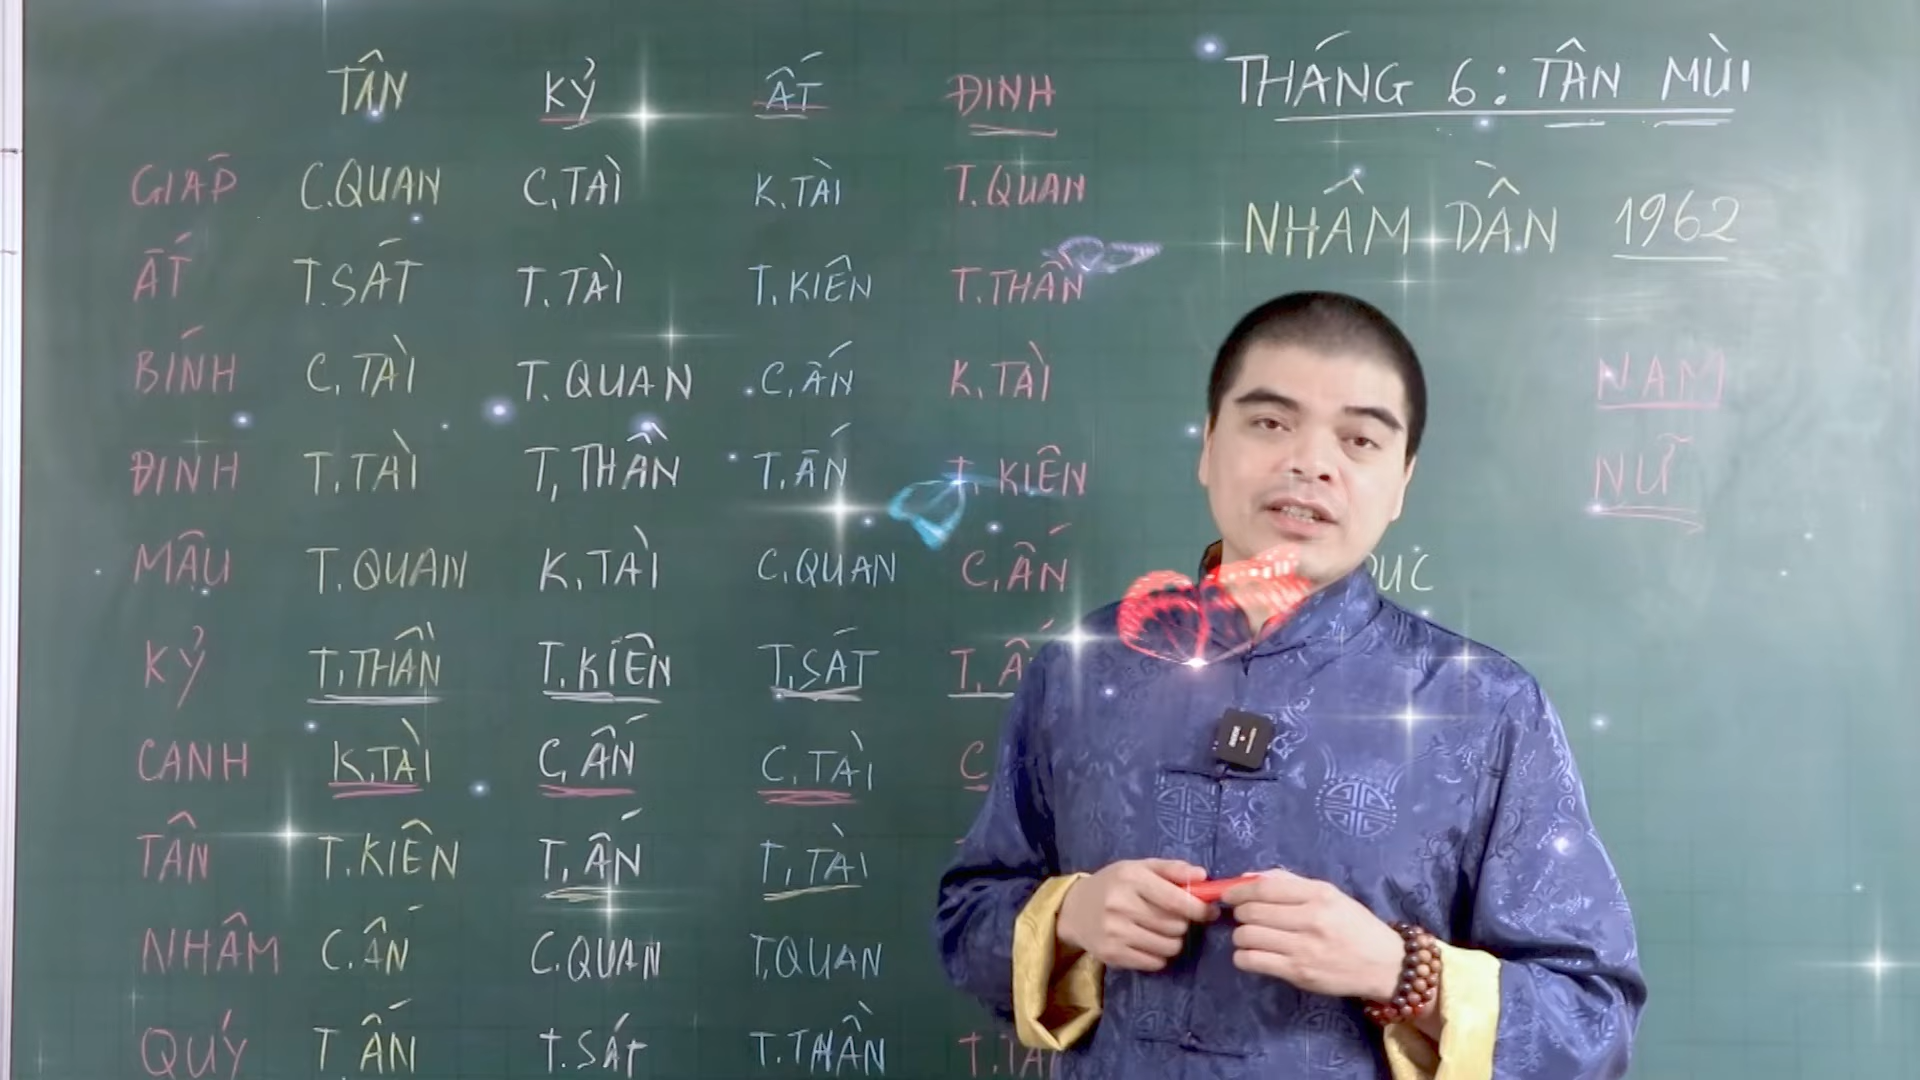 TÂN KỶ ẤT ĐINH
GIÁP C.QUAN C.TÀI K.TÀI T.QUAN
ẤT T.SÁT T.TÀI T.KIÊN T.THẦN
BÍNH C.TÀI T.QUAN C.ẤN K.TÀI
ĐINH T.TÀI T.THẦN T.ẤN T.KIÊN
MẬU T.QUAN K.TÀI C.QUAN C.ẤN
KỶ T.THẦN T.KIÊN T.SÁT
CANH K.TÀI C.ẤN C.TÀI
TÂN T.KIÊN T.ẤN T.TÀI
NHÂM C.ẤN C.QUAN T.QUAN
QUÝ T.ẤN T.SÁT T.THẦN
THÁNG 6: TÂN MÙI
NHÂM DẦN 1962
NAM
NỮ